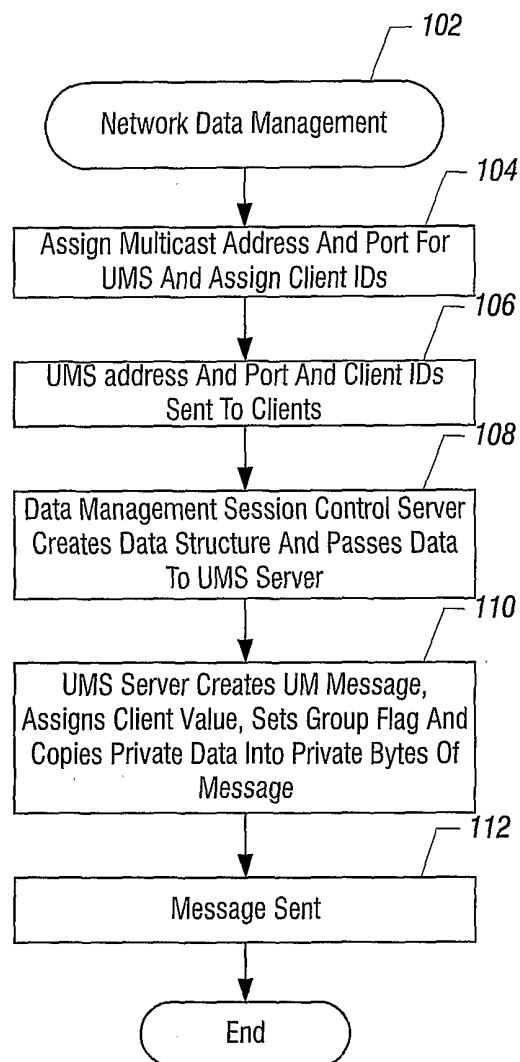 102
Network Data Management
104
Assign Multicast Address And Port For
UMS And Assign Client IDs
106
UMS address And Port And Client IDs
Sent To Clients
108
Data Management Session Control Server
Creates Data Structure And Passes Data
To UMS Server
110
UMS Server Creates UM Message,
Assigns Client Value, Sets Group Flag And
Copies Private Data Into Private Bytes Of
Message
112
Message Sent
End